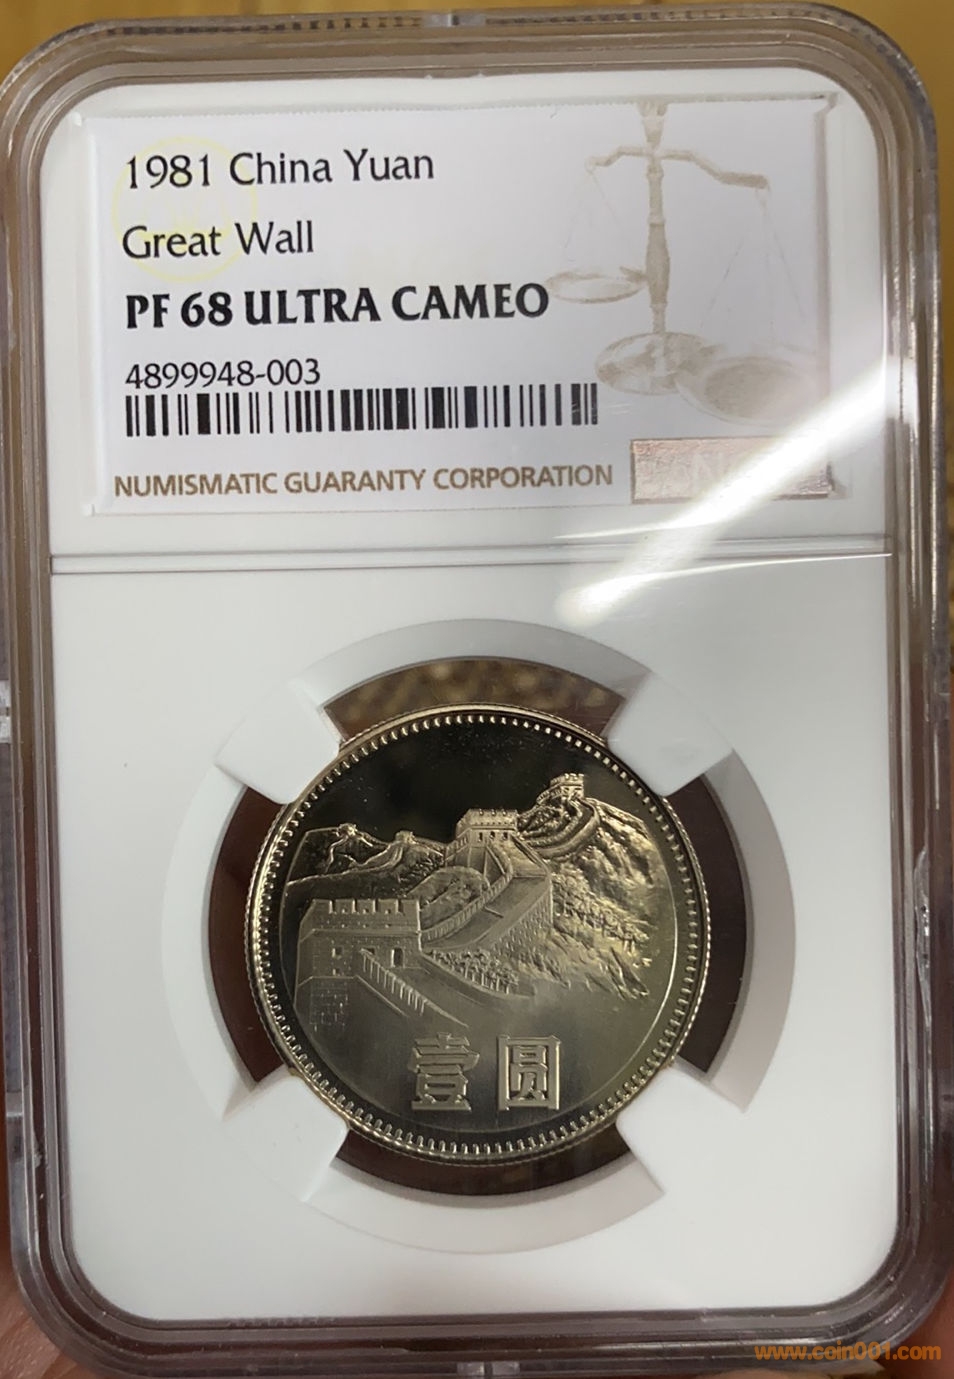 1981 China Yuan
Great Wall
PF 68 ULTRA CAMEO
4899948-003
NUMISMATIC GUARANTY CORPORATION
壹圆
www.coin001.com